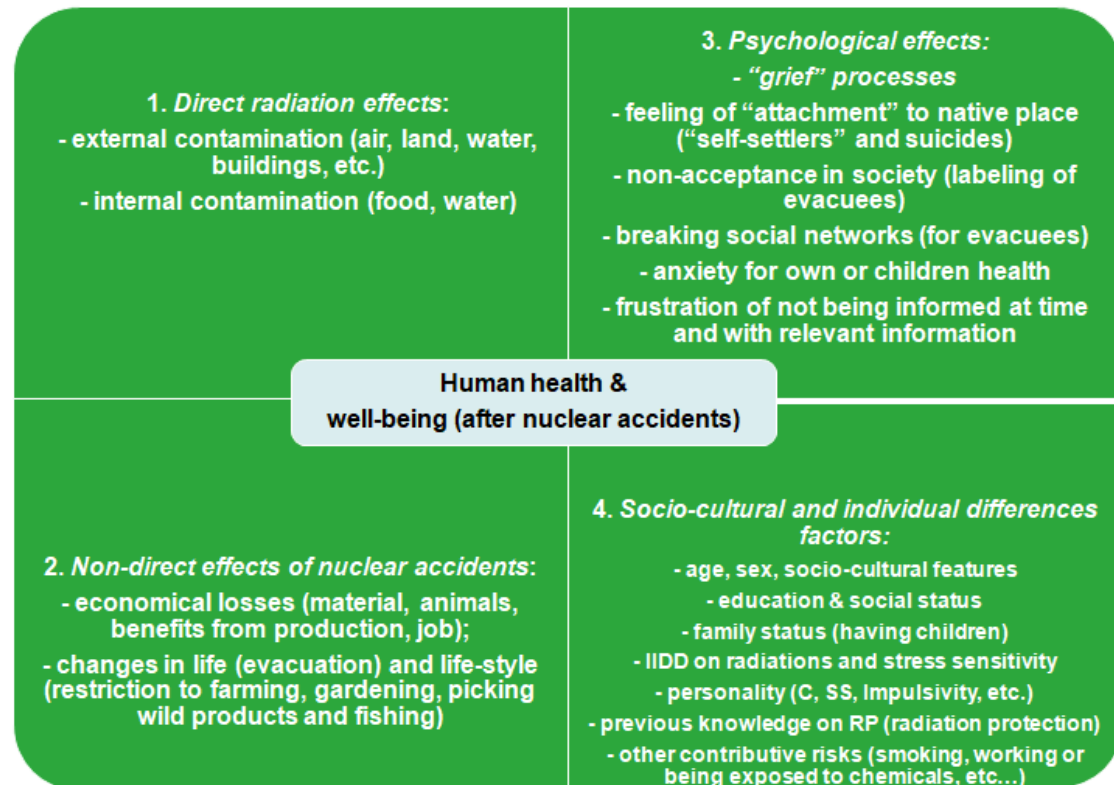 1. Direct radiation effects:
- external contamination (air, land, water,
buildings, etc.)
- internal contamination (food, water)
3. Psychological effects:
- “grief” processes
- feeling of “attachment” to native place
(“self-settlers” and suicides)
- non-acceptance in society (labeling of
evacuees)
- breaking social networks (for evacuees)
- anxiety for own or children health
- frustration of not being informed at time
and with relevant information
Human health &
well-being (after nuclear accidents)
2. Non-direct effects of nuclear accidents:
- economical losses (material, animals,
benefits from production, job);
- changes in life (evacuation) and life-style
(restriction to farming, gardening, picking
wild products and fishing)
4. Socio-cultural and individual differences
factors:
- age, sex, socio-cultural features
- education & social status
- family status (having children)
- IIDD on radiations and stress sensitivity
- personality (C, SS, Impulsivity, etc.)
- previous knowledge on RP (radiation protection)
- other contributive risks (smoking, working or
being exposed to chemicals, etc...)